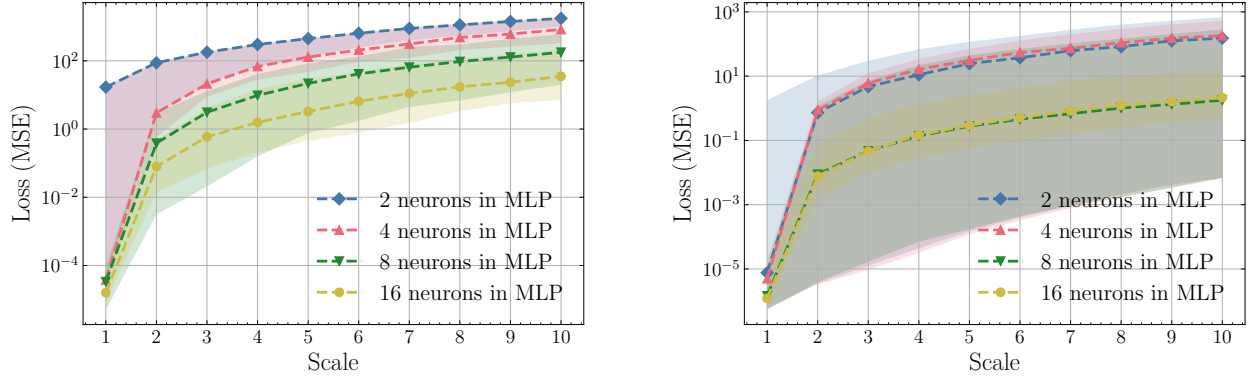 10^2
10^0
10^−2
10^−4
Loss (MSE)
2 neurons in MLP
4 neurons in MLP
8 neurons in MLP
16 neurons in MLP
1 2 3 4 5 6 7 8 9 10
Scale
10^3
10^1
10^−1
10^−3
10^−5
Loss (MSE)
2 neurons in MLP
4 neurons in MLP
8 neurons in MLP
16 neurons in MLP
1 2 3 4 5 6 7 8 9 10
Scale